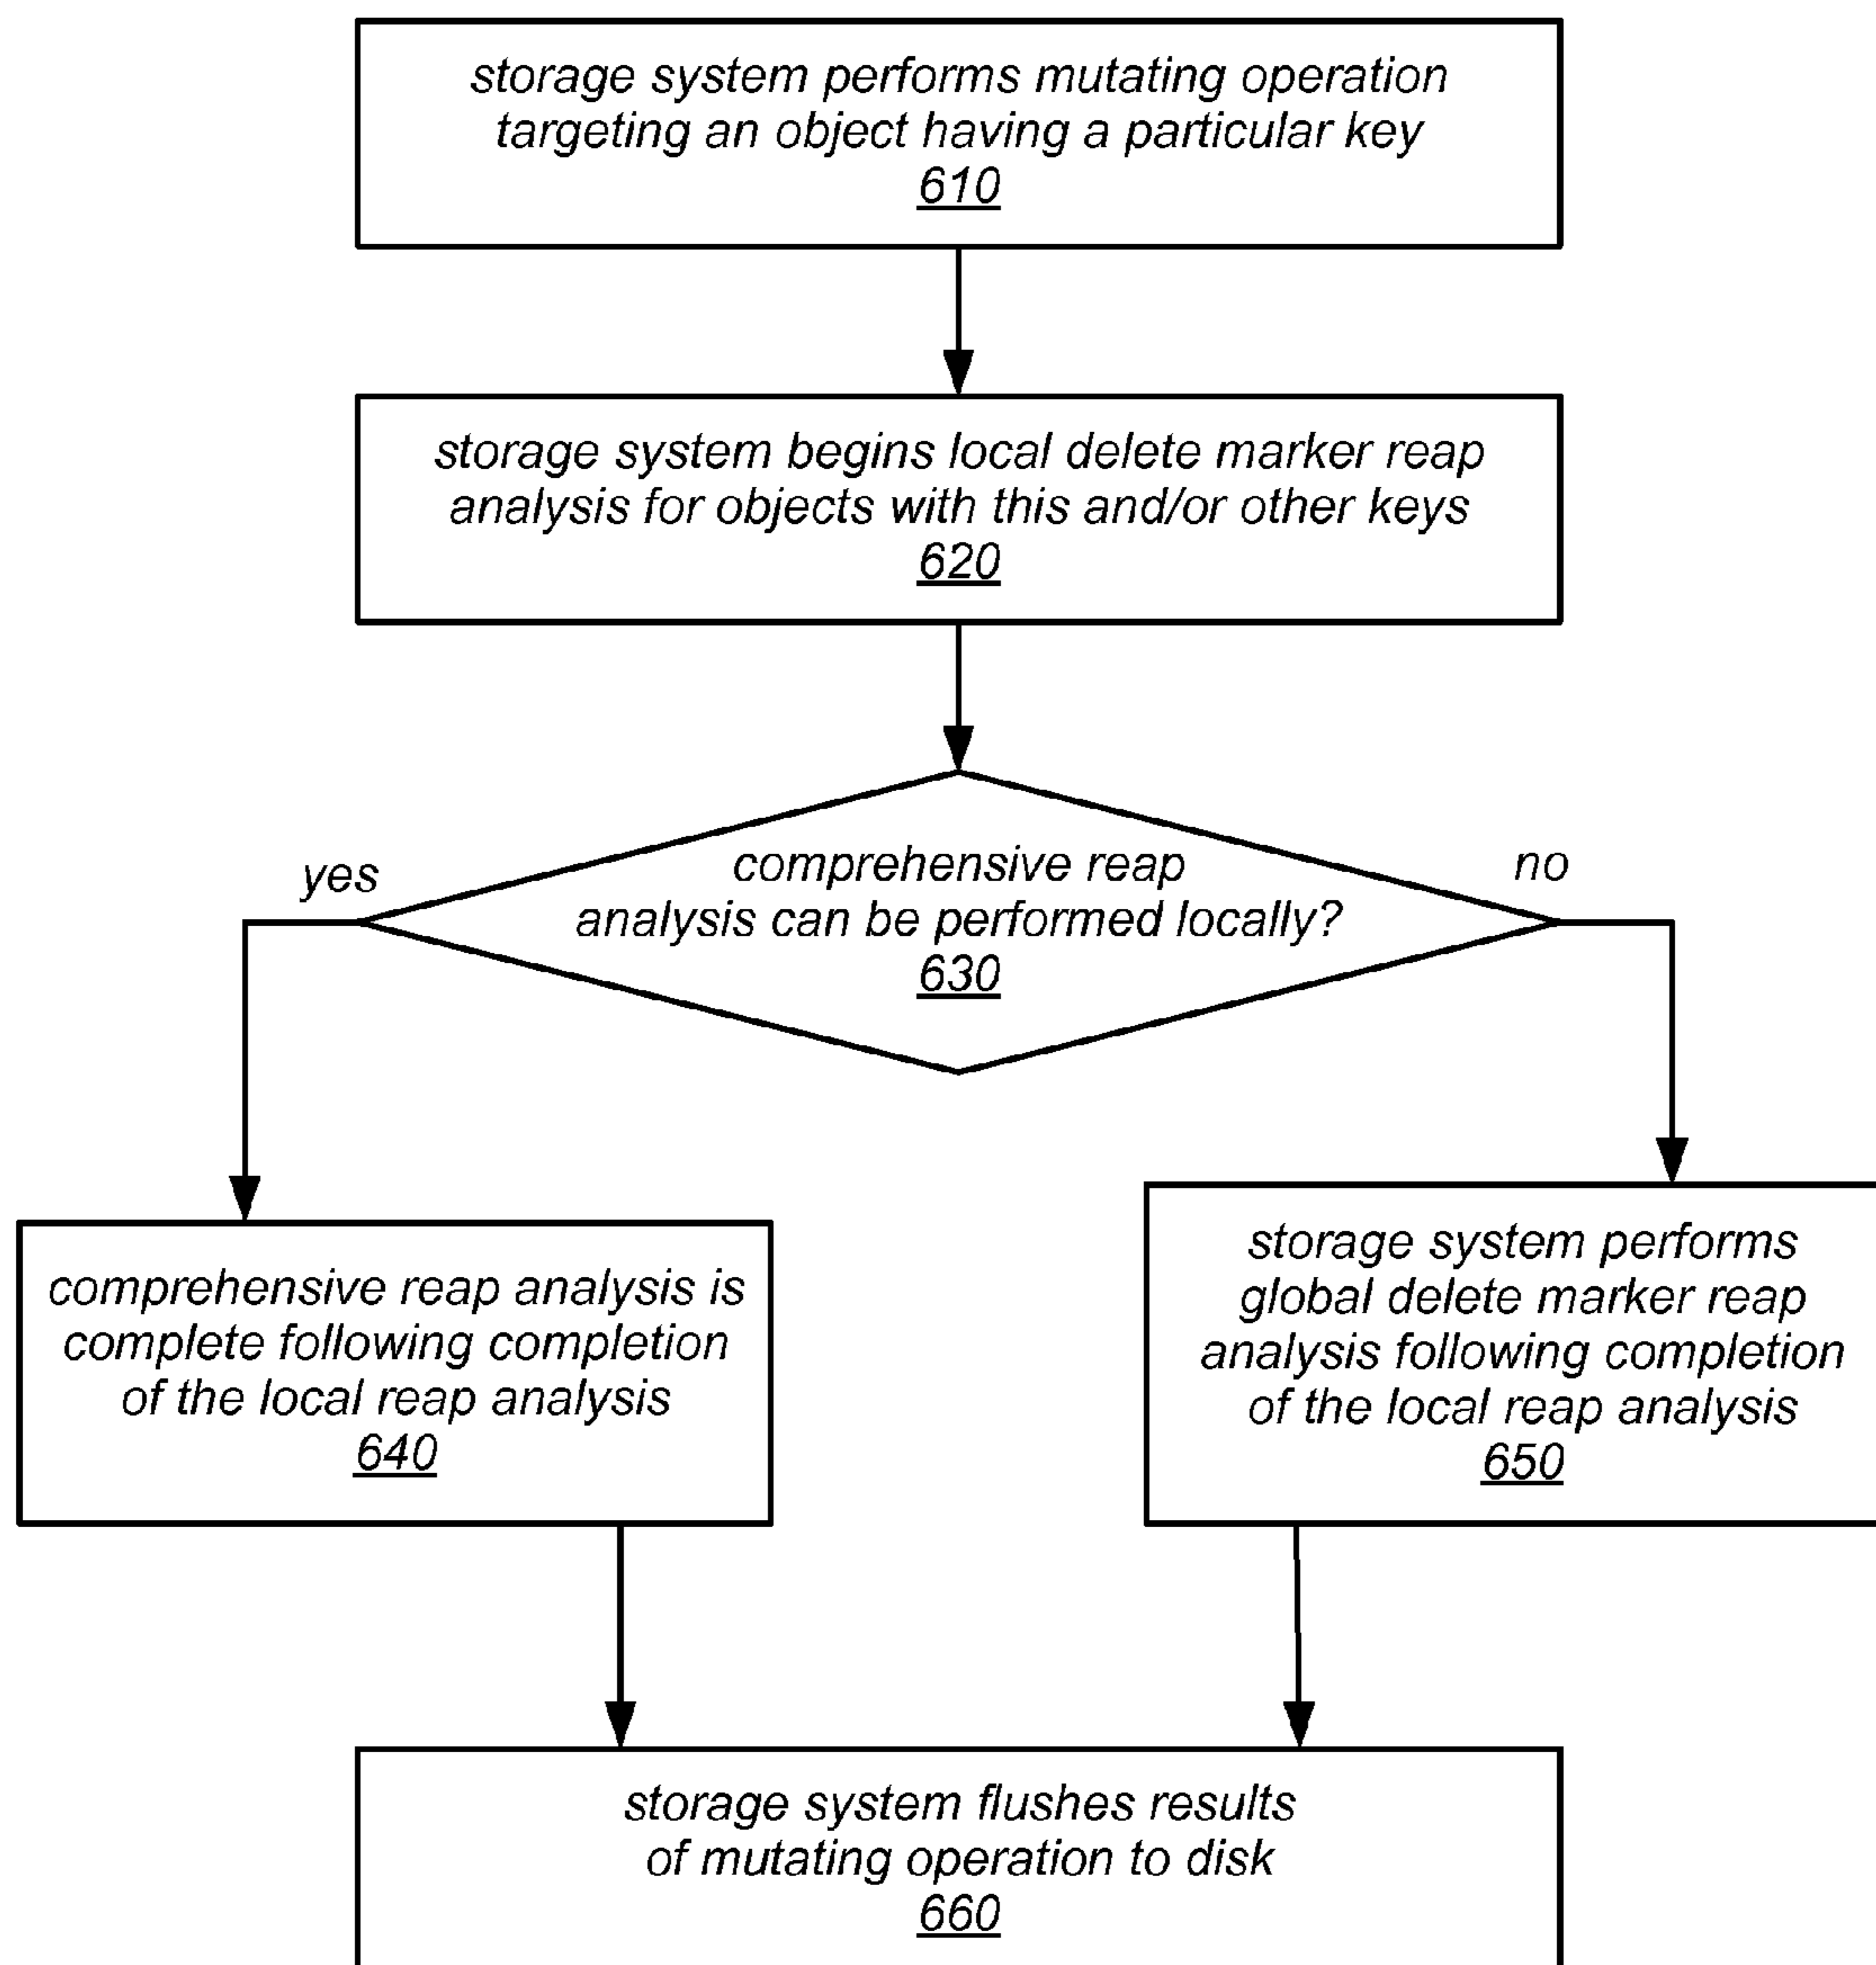 storage system performs mutating operation
targeting an object having a particular key
610
storage system begins local delete marker reap
analysis for objects with this and/or other keys
620
yes
no
comprehensive reap
analysis can be performed locally?
630
comprehensive reap analysis is
complete following completion
of the local reap analysis
640
storage system performs
global delete marker reap
analysis following completion
of the local reap analysis
650
storage system flushes results
of mutating operation to disk
660